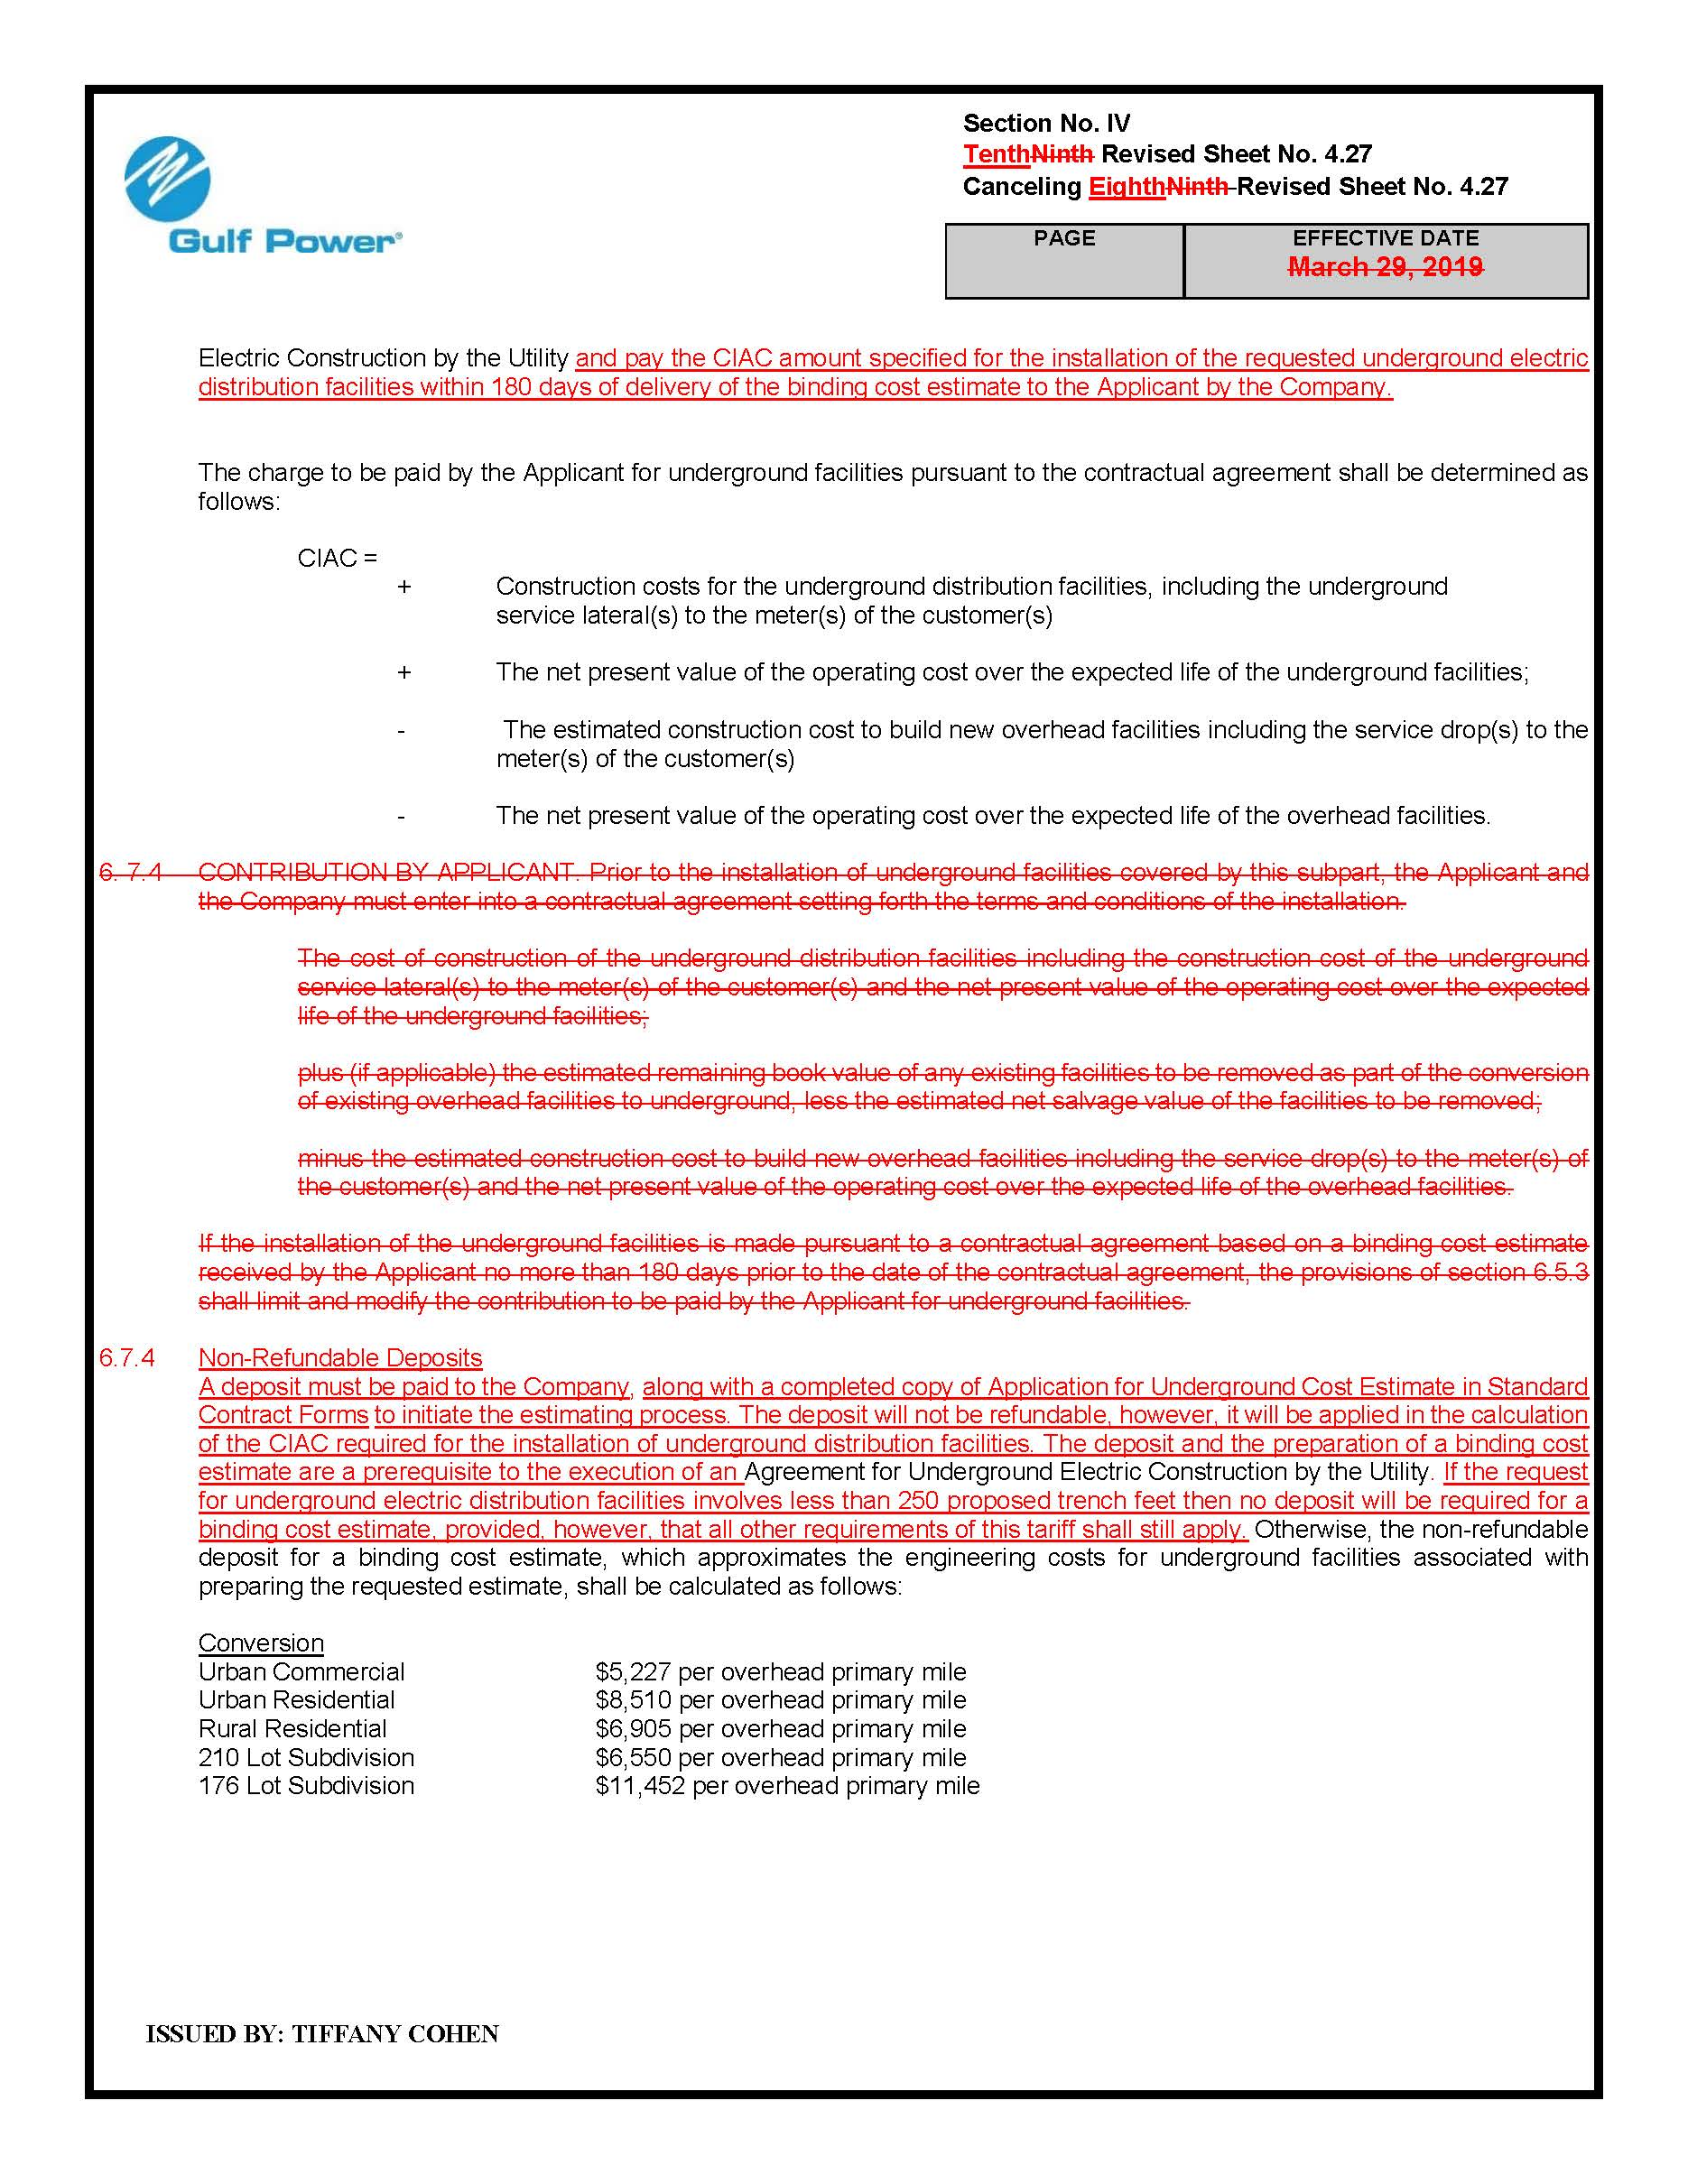 Section No. IV
TenthNinth Revised Sheet No. 4.27
Canceling EighthNinth Revised Sheet No. 4.27
Gulf Power®
PAGE
EFFECTIVE DATE
March 29, 2019
Electric Construction by the Utility and pay the CIAC amount specified for the installation of the requested underground electric
distribution facilities within 180 days of delivery of the binding cost estimate to the Applicant by the Company.
The charge to be paid by the Applicant for underground facilities pursuant to the contractual agreement shall be determined as
follows:
CIAC =
+ Construction costs for the underground distribution facilities, including the underground
service lateral(s) to the meter(s) of the customer(s)
+ The net present value of the operating cost over the expected life of the underground facilities;
- The estimated construction cost to build new overhead facilities including the service drop(s) to the
meter(s) of the customer(s)
- The net present value of the operating cost over the expected life of the overhead facilities.
6. 7.4 CONTRIBUTION BY APPLICANT. Prior to the installation of underground facilities covered by this subpart, the Applicant and
the Company must enter into a contractual agreement setting forth the terms and conditions of the installation.
The cost of construction of the underground distribution facilities including the construction cost of the underground
service lateral(s) to the meter(s) of the customer(s) and the net present value of the operating cost over the expected
life of the underground facilities;
plus (if applicable) the estimated remaining book value of any existing facilities to be removed as part of the conversion
of existing overhead facilities to underground, less the estimated net salvage value of the facilities to be removed;
minus the estimated construction cost to build new overhead facilities including the service drop(s) to the meter(s) of
the customer(s) and the net present value of the operating cost over the expected life of the overhead facilities.
If the installation of the underground facilities is made pursuant to a contractual agreement based on a binding cost estimate
received by the Applicant no more than 180 days prior to the date of the contractual agreement, the provisions of section 6.5.3
shall limit and modify the contribution to be paid by the Applicant for underground facilities.
6.7.4 Non-Refundable Deposits
A deposit must be paid to the Company, along with a completed copy of Application for Underground Cost Estimate in Standard
Contract Forms to initiate the estimating process. The deposit will not be refundable, however, it will be applied in the calculation
of the CIAC required for the installation of underground distribution facilities. The deposit and the preparation of a binding cost
estimate are a prerequisite to the execution of an Agreement for Underground Electric Construction by the Utility. If the request
for underground electric distribution facilities involves less than 250 proposed trench feet then no deposit will be required for a
binding cost estimate, provided, however, that all other requirements of this tariff shall still apply. Otherwise, the non-refundable
deposit for a binding cost estimate, which approximates the engineering costs for underground facilities associated with
preparing the requested estimate, shall be calculated as follows:
Conversion
Urban Commercial $5,227 per overhead primary mile
Urban Residential $8,510 per overhead primary mile
Rural Residential $6,905 per overhead primary mile
210 Lot Subdivision $6,550 per overhead primary mile
176 Lot Subdivision $11,452 per overhead primary mile
ISSUED BY: TIFFANY COHEN